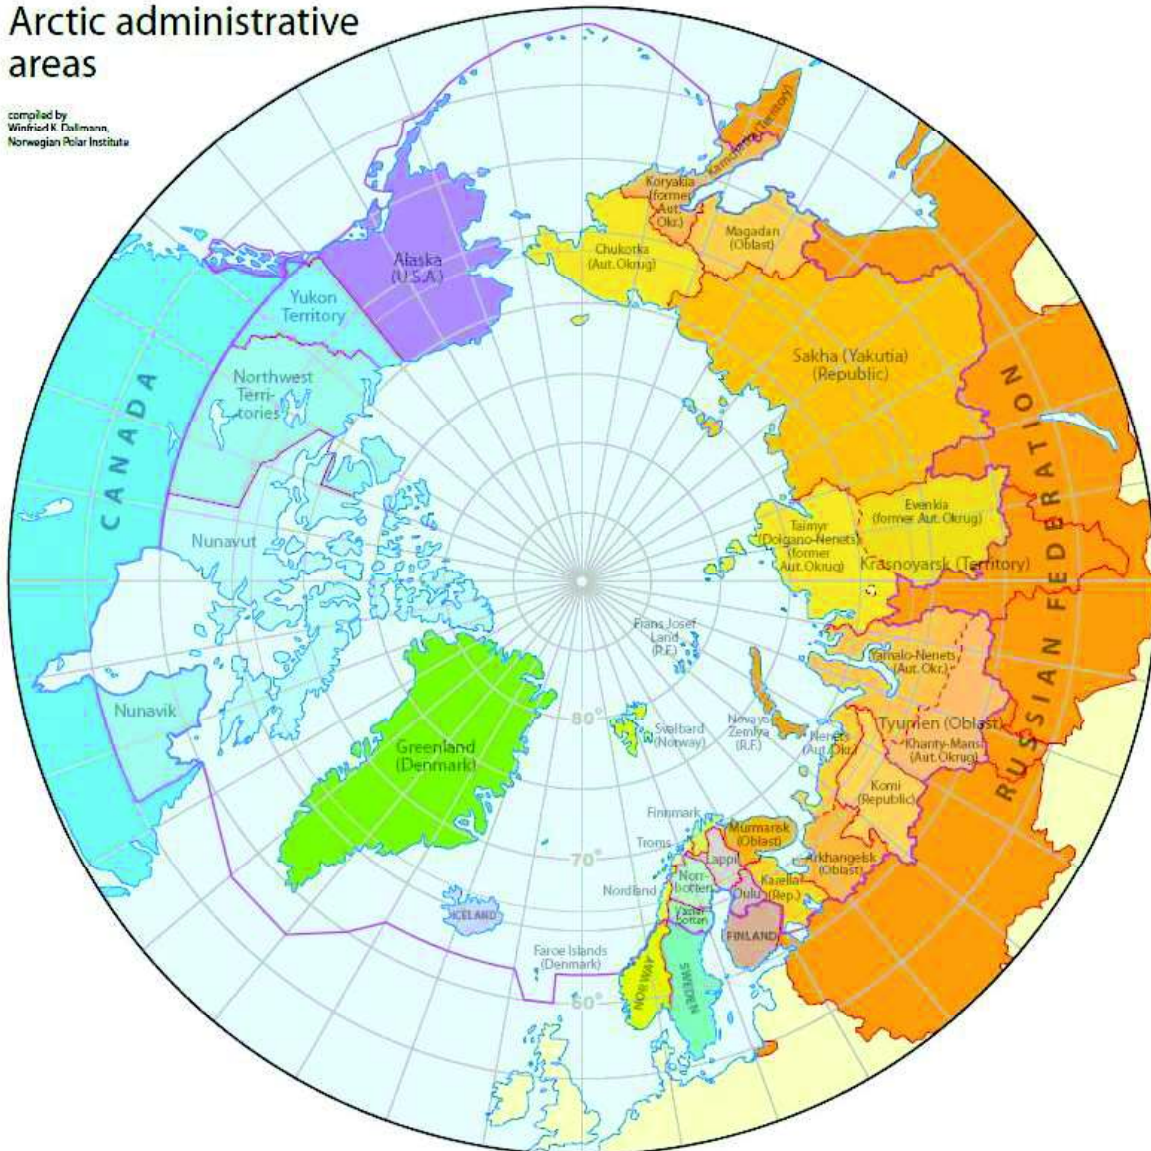 Arctic administrative
areas
compiled by
Winfried K. Dallmann,
Norwegian Polar Institute
Kamchatka (Territory)
Koryakia
(former
Aut.
Okr.)
Magadan
(Oblast)
Chukotka
(Aut. Okrug)
Alaska
(U.S.A.)
Yukon
Territory
Northwest
Terri-
tories
CANADA
Sakha (Yakutia)
(Republic)
RUSSIAN FEDERATION
Evenkia
(former Aut. Okrug)
Taimyr
(Dolgano-Nenets)
(former
Aut. Okrug)
Krasnoyarsk (Territory)
Nunavut
Frans Josef
Land
(R.F.)
Yamalo-Nenets
(Aut. Okr.)
Nunavik
80°
Svalbard
(Norway)
Novaya
Zemlya
(R.F.)
Nenets
(Aut. Okr.)
Tyumen (Oblast)
Khanty-Mansi
(Aut. Okrug)
Greenland
(Denmark)
Komi
(Republic)
Finnmark
Murmansk
(Oblast)
Troms
70°
Lappi
Arkhangelsk
(Oblast)
Nordland
Norr-
botten
Oulu
Karelia
(Rep.)
Väster-
botten
ICELAND
FINLAND
Faroe Islands
(Denmark)
NORWAY
SWEDEN
60°